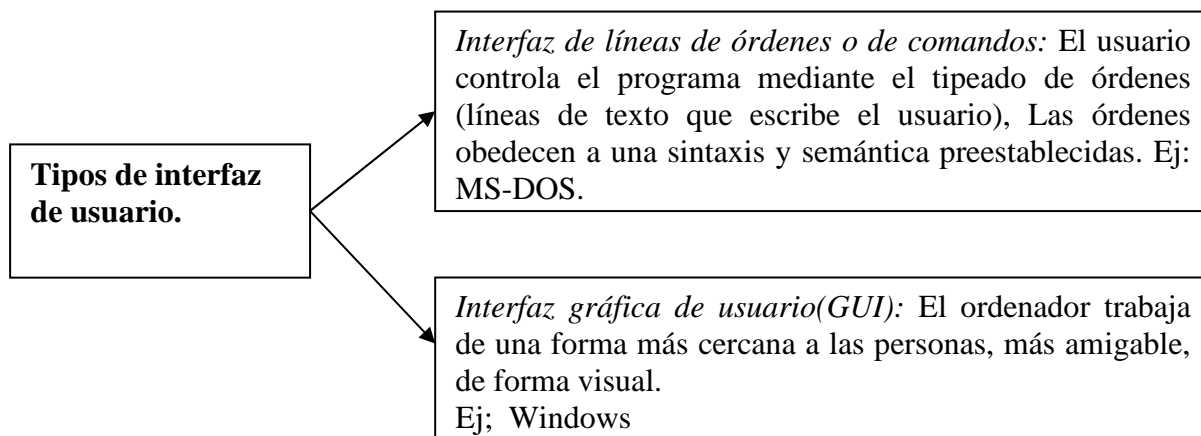 Tipos de interfaz
de usuario.
Interfaz de líneas de órdenes o de comandos: El usuario
controla el programa mediante el tipeado de órdenes
(líneas de texto que escribe el usuario), Las órdenes
obedecen a una sintaxis y semántica preestablecidas. Ej:
MS-DOS.
Interfaz gráfica de usuario(GUI): El ordenador trabaja
de una forma más cercana a las personas, más amigable,
de forma visual.
Ej; Windows